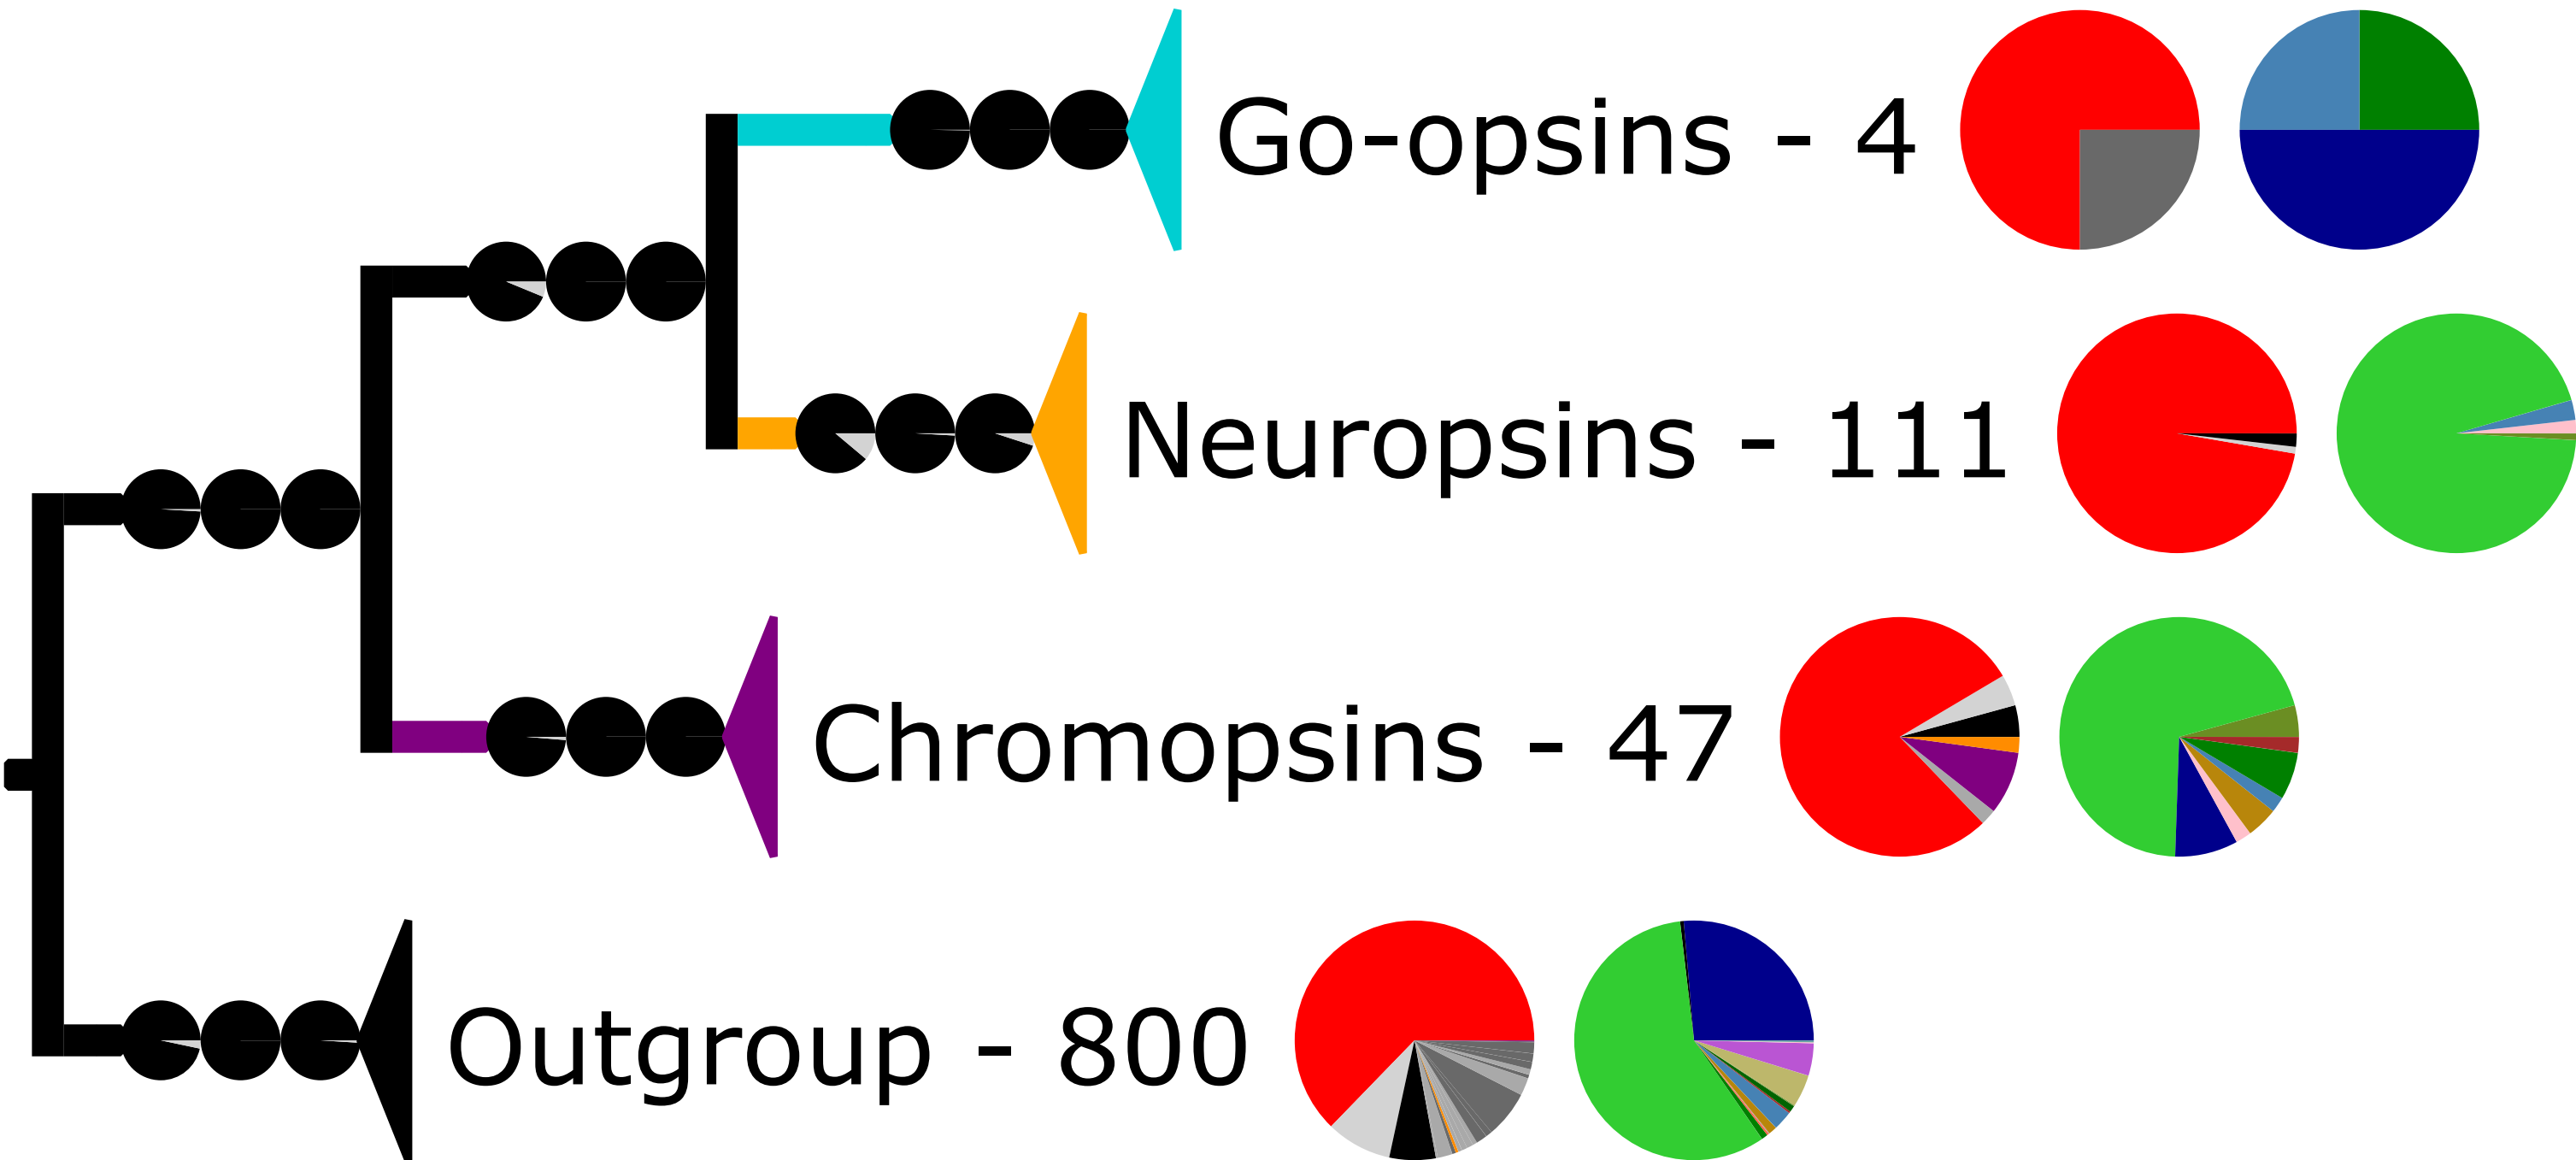 Go-opsins - 4
Neuropsins - 111
Chromopsins - 47
Outgroup - 800